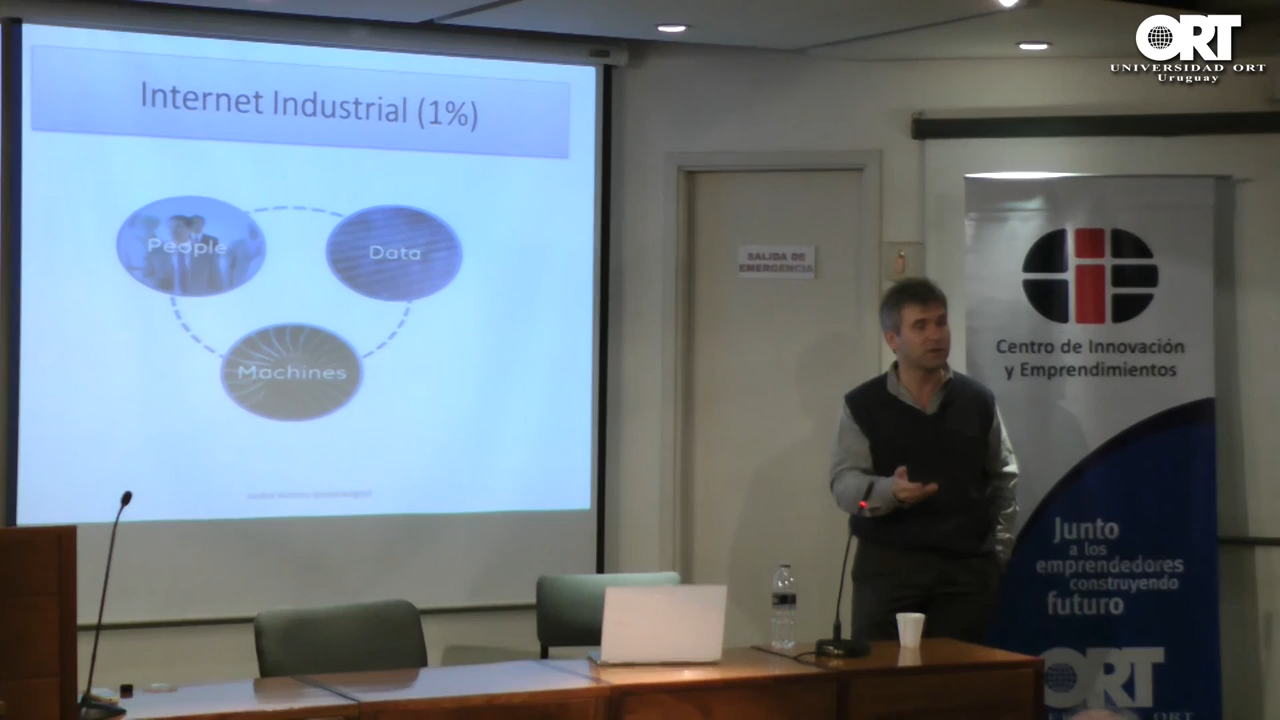 Internet Industrial (1%)
People
Data
Machines
SALIDA DE
EMERGENCIA
ORT
UNIVERSIDAD ORT
Uruguay
Centro de Innovación
y Emprendimientos
Junto
a los
emprendedores
construyendo
futuro
ORT